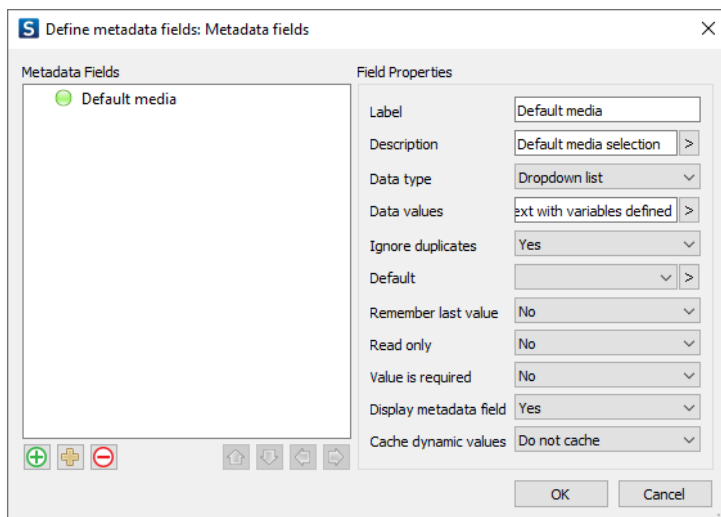 S Define metadata fields: Metadata fields
Metadata Fields
Default media
Field Properties
Label Default media
Description Default media selection >
Data type Dropdown list
Data values ext with variables defined >
Ignore duplicates Yes
Default >
Remember last value No
Read only No
Value is required No
Display metadata field Yes
Cache dynamic values Do not cache
OK Cancel